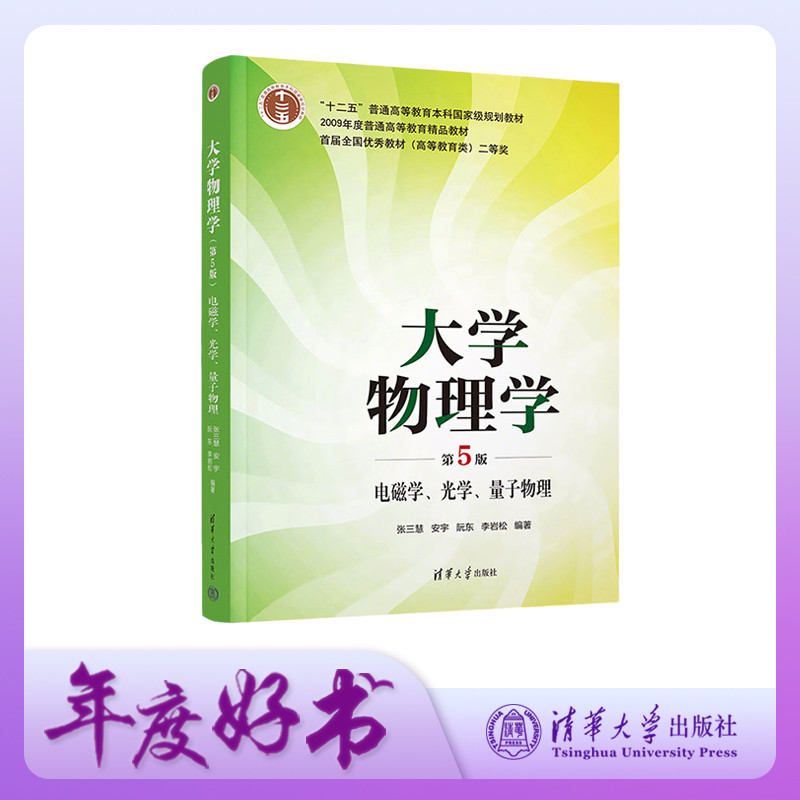 “十二五”普通高等教育本科国家级规划教材
2009年度普通高等教育精品教材
首届全国优秀教材（高等教育类）二等奖
大学
物理学
第5版
电磁学、光学、量子物理
张三慧 安宇 阮东 李岩松 编著
清华大学出版社
大学物理学（第5版）电磁学、光学、量子物理
张三慧 安宇
阮东 李岩松 编著
清华大学出版社
十二五
年度好书
清华大学出版社
Tsinghua University Press